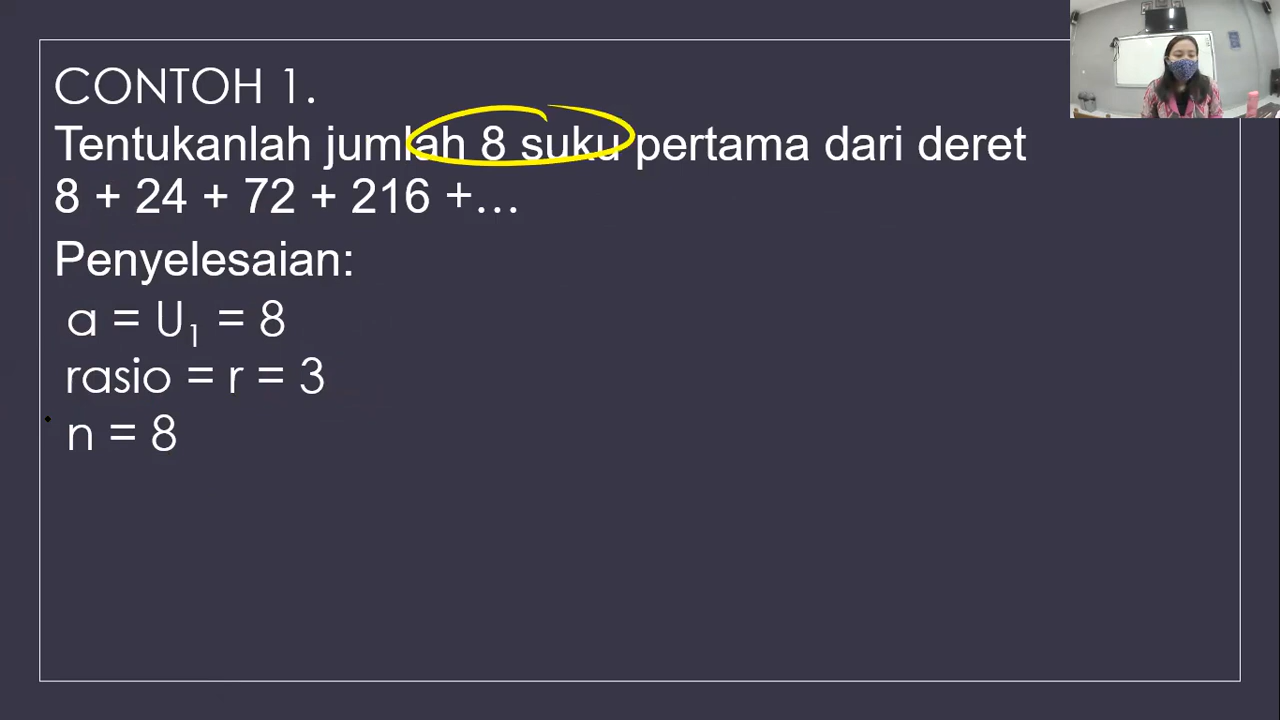 CONTOH 1.
Tentukanlah jumlah 8 suku pertama dari deret
8 + 24 + 72 + 216 +...
Penyelesaian:
a = U₁ = 8
rasio = r = 3
n = 8